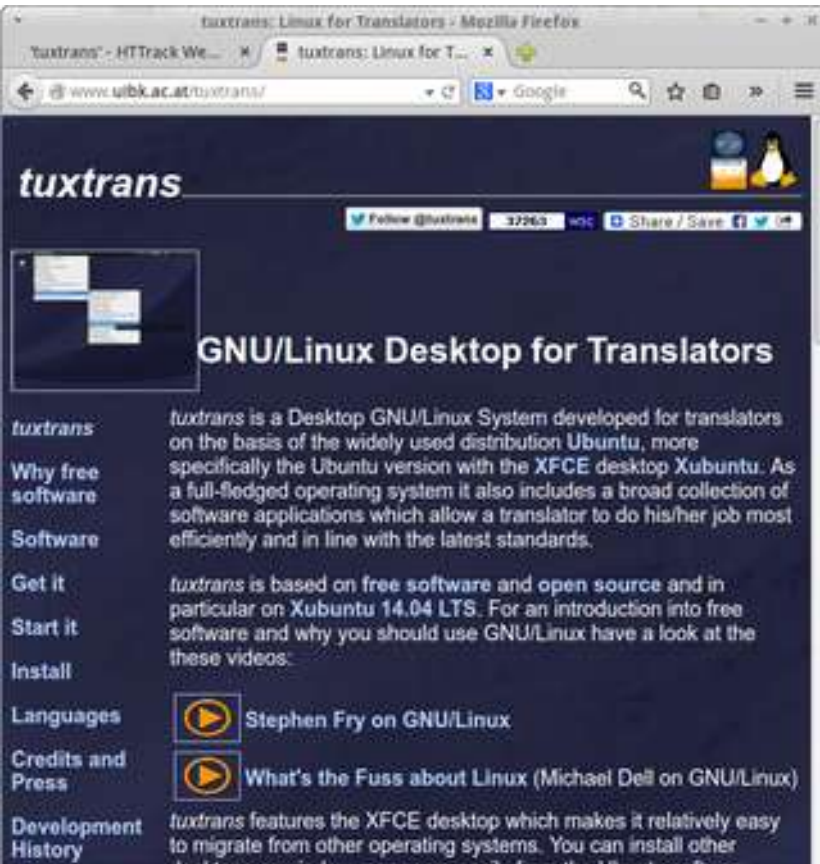 tuxtrans: Linux for Translators - Mozilla Firefox
'tuxtrans' - HTTrack We... tuxtrans: Linux for T...
www.uibk.ac.at/tuxtrans/ Google
tuxtrans
Follow @tuxtrans 37263 Share / Save
GNU/Linux Desktop for Translators
tuxtrans
Why free
software
Software
Get it
Start it
Install
Languages
Credits and
Press
Development
History
tuxtrans is a Desktop GNU/Linux System developed for translators
on the basis of the widely used distribution Ubuntu, more
specifically the Ubuntu version with the XFCE desktop Xubuntu. As
a full-fledged operating system it also includes a broad collection of
software applications which allow a translator to do his/her job most
efficiently and in line with the latest standards.
tuxtrans is based on free software and open source and in
particular on Xubuntu 14.04 LTS. For an introduction into free
software and why you should use GNU/Linux have a look at the
these videos:
Stephen Fry on GNU/Linux
What's the Fuss about Linux (Michael Dell on GNU/Linux)
tuxtrans features the XFCE desktop which makes it relatively easy
to migrate from other operating systems. You can install other